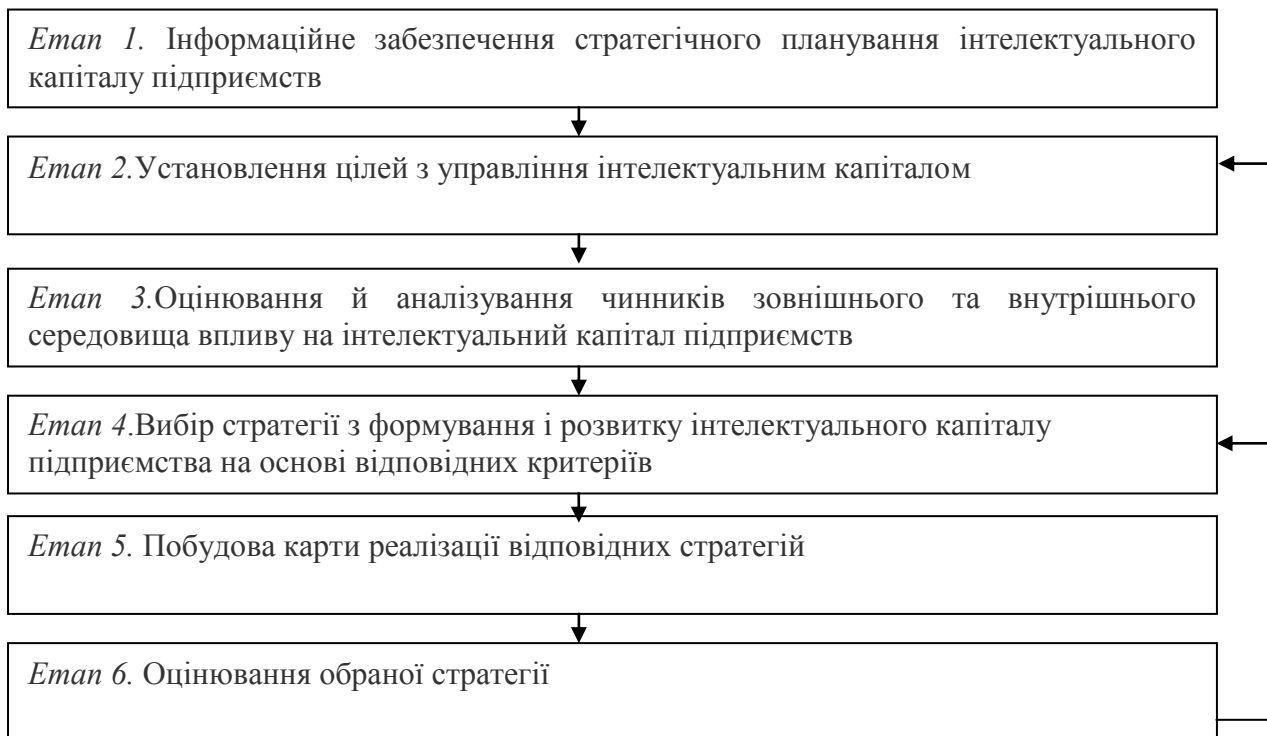 Етап 1. Інформаційне забезпечення стратегічного планування інтелектуального
капіталу підприємств
Етап 2.Установлення цілей з управління інтелектуальним капіталом
Етап 3.Оцінювання й аналізування чинників зовнішнього та внутрішнього
середовища впливу на інтелектуальний капітал підприємств
Етап 4.Вибір стратегії з формування і розвитку інтелектуального капіталу
підприємства на основі відповідних критеріїв
Етап 5. Побудова карти реалізації відповідних стратегій
Етап 6. Оцінювання обраної стратегії